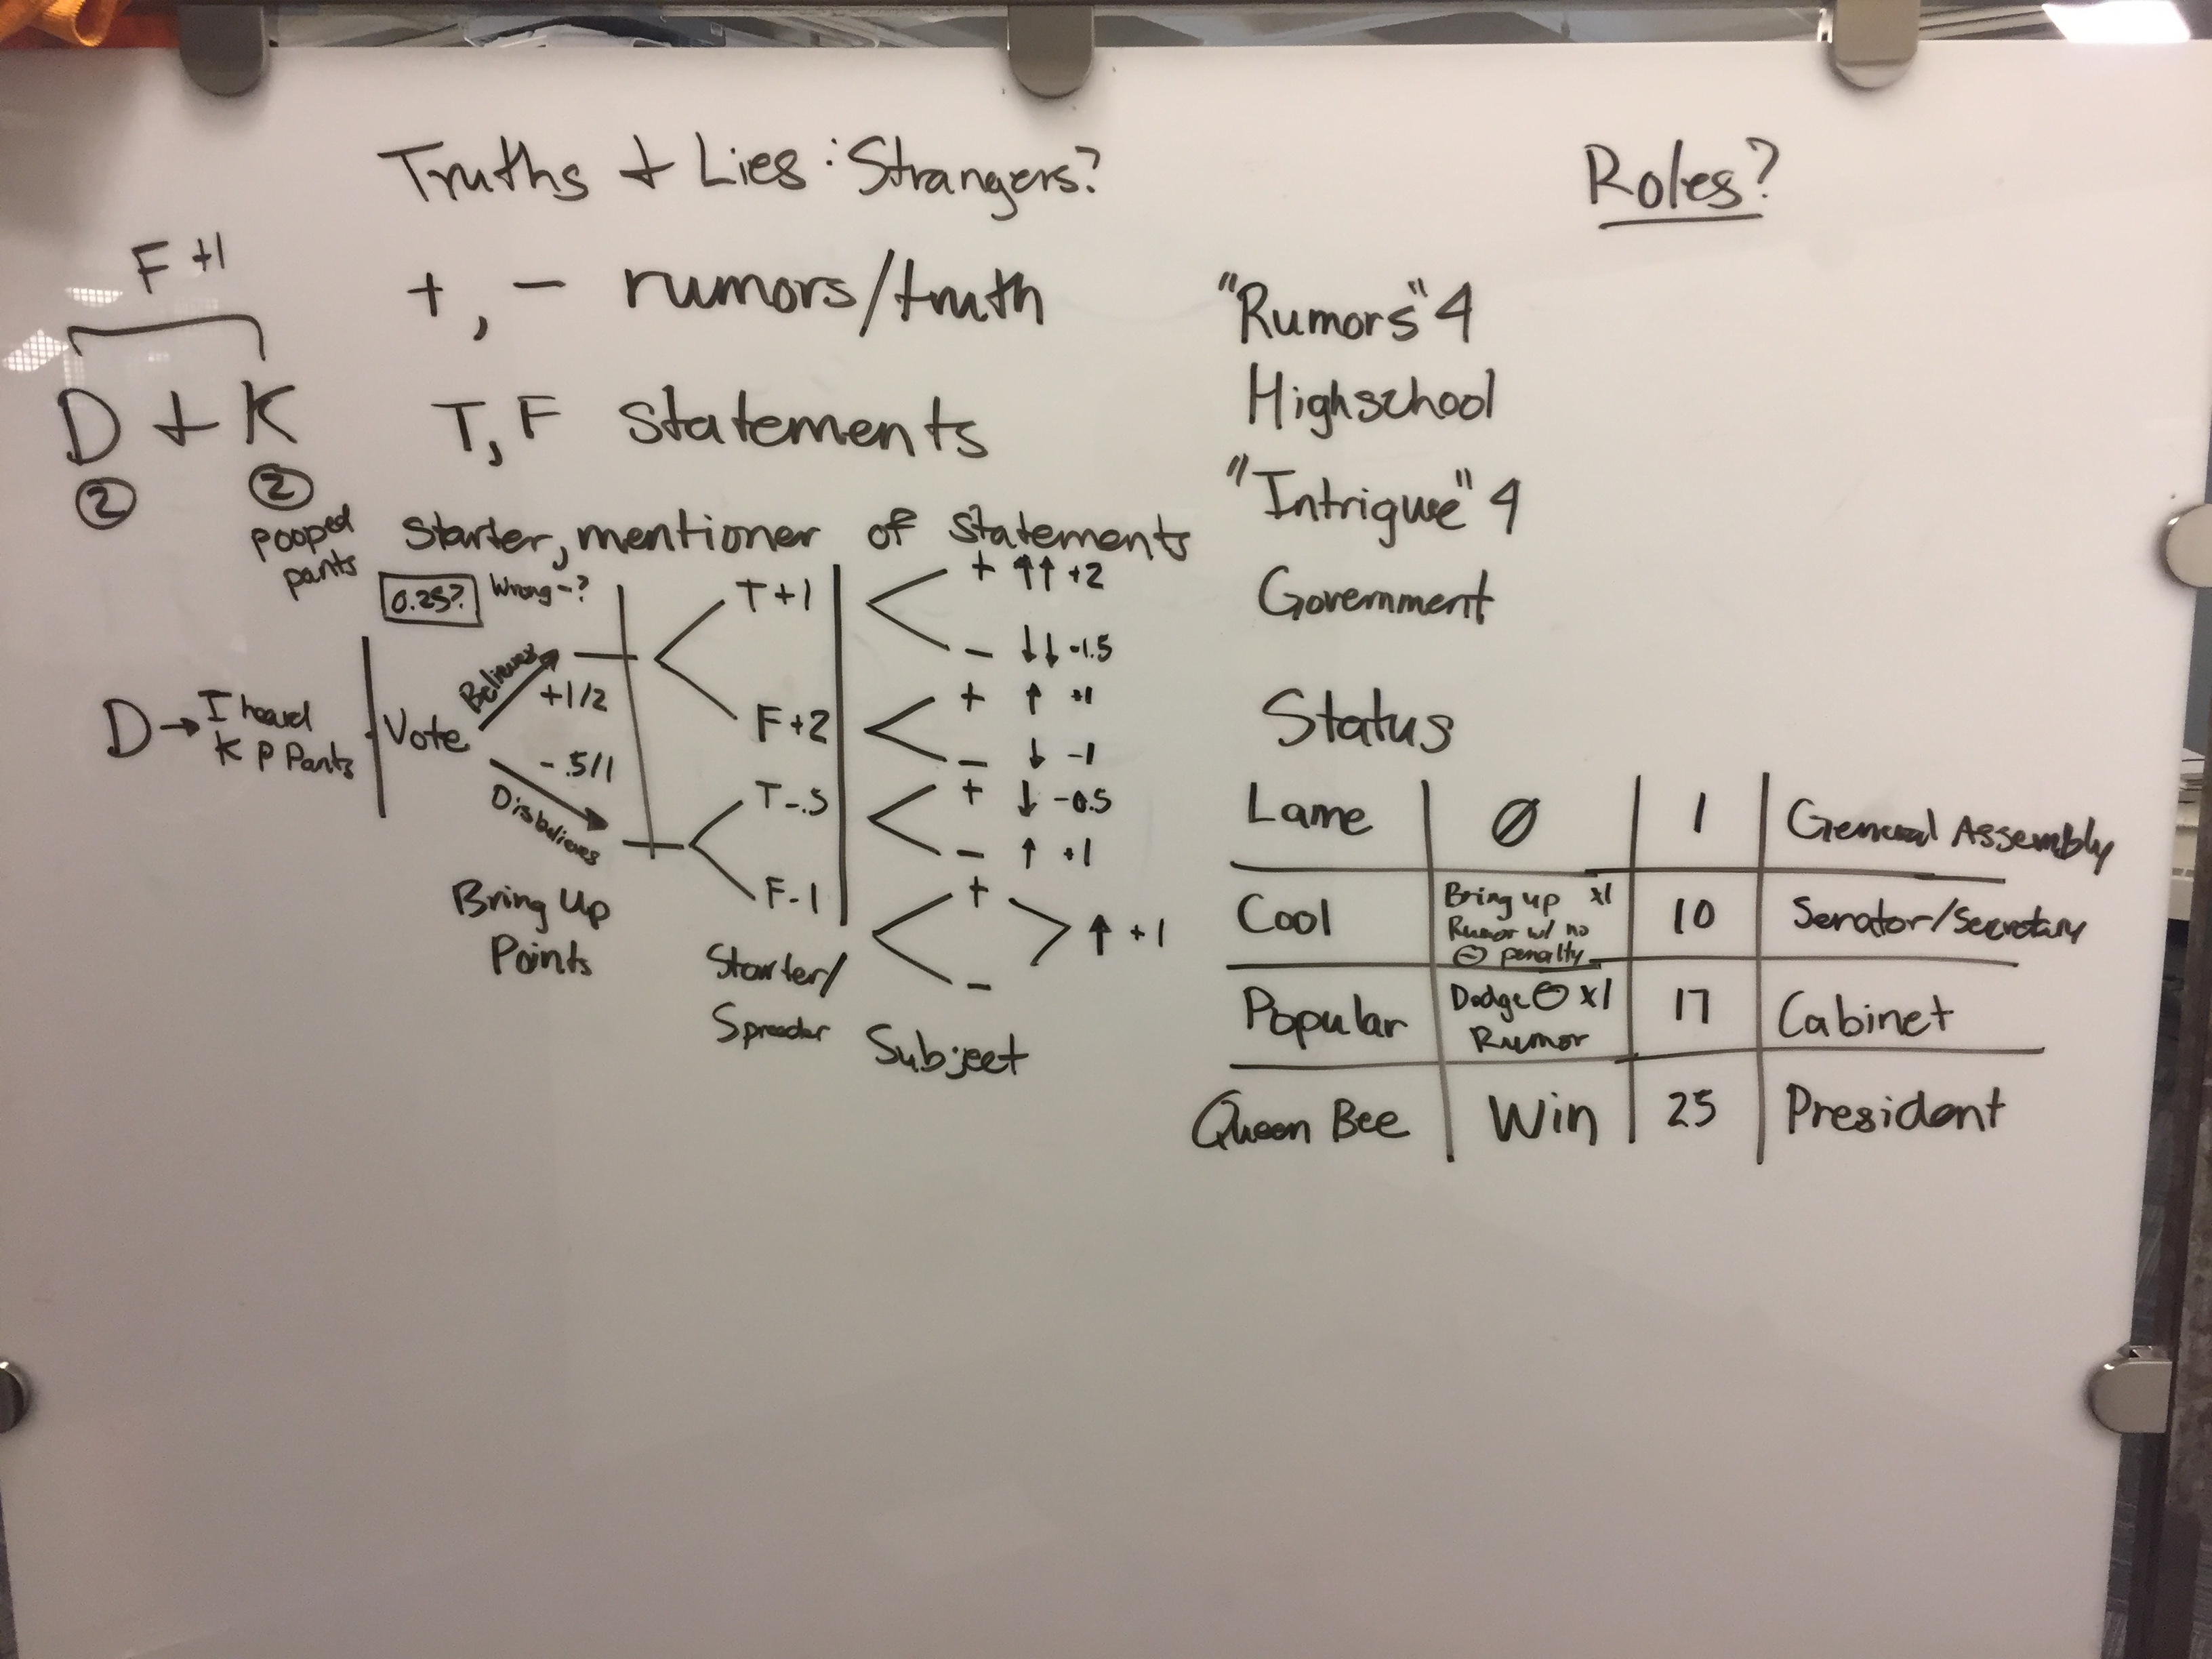 Truths + Lies : Strangers?
F +1
+, - rumors/truth
D + K
② ②
pooped
pants
T, F statements
Starter, mentioner of statements
0.25? Wrong -?
D → I heard
K P Pants
Vote
Believes
+1/2
- .5/1
Disbelieves
Bring Up
Points
T +1
F +2
T -.5
F -1
Starter/
Spreader
+ ↑↑ +2
- ↓↓ -1.5
+ ↑ +1
- ↓ -1
+ ↓ -0.5
- ↑ +1
+
-
↑ +1
Subject
Roles?
"Rumors" 4
Highschool
"Intrigue" 4
Government
Status
Lame ∅ 1 General Assembly
Cool Bring up x1 10 Senator/Secretary
Rumor w/ no
⊖ penalty
Popular Dodge ⊖ x1 17 Cabinet
Rumor
Queen Bee Win 25 President